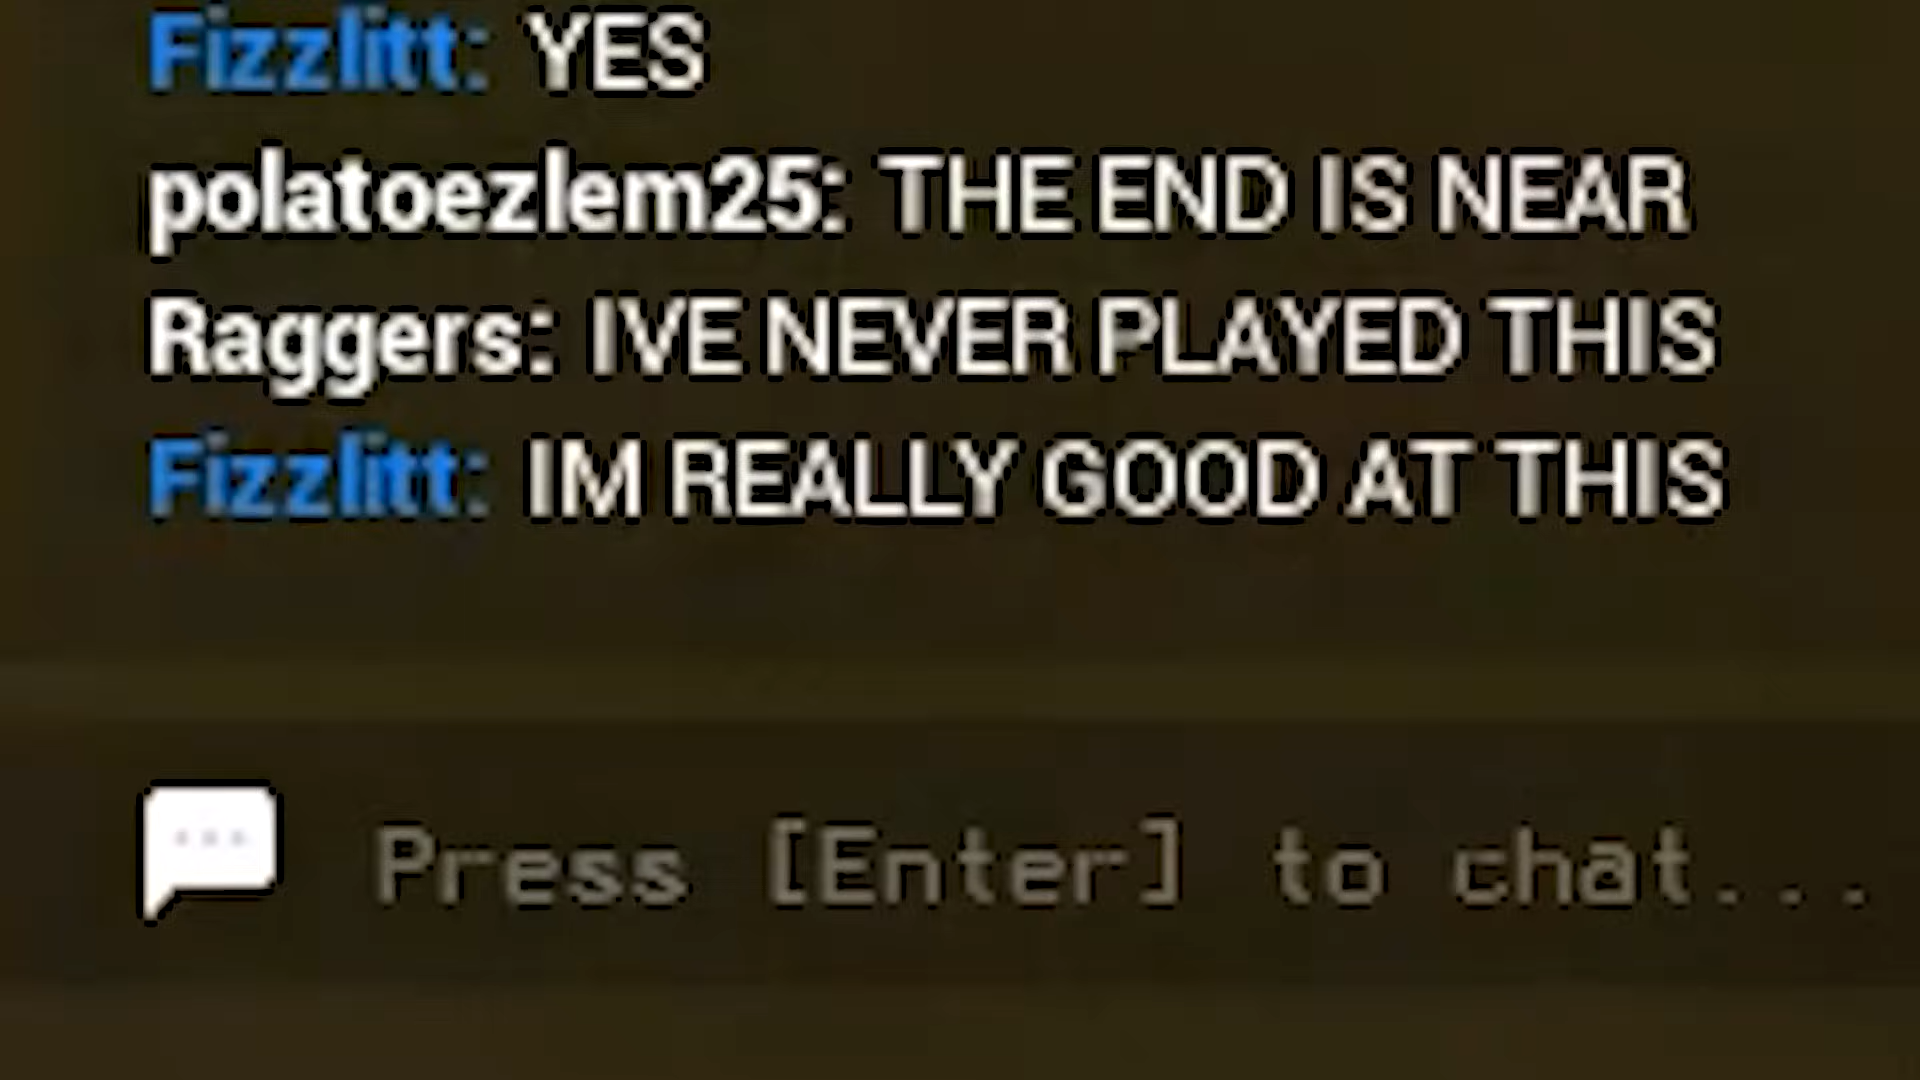 Fizzlitt: YES
polatoezlem25: THE END IS NEAR
Raggers: IVE NEVER PLAYED THIS
Fizzlitt: IM REALLY GOOD AT THIS
Press [Enter] to chat...